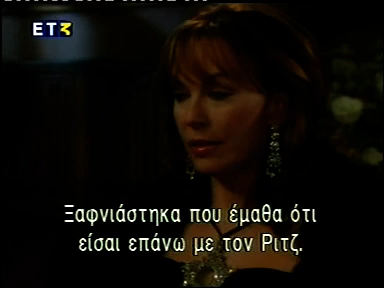 ΕΤ3
Ξαφνιάστηκα που έμαθα ότι
είσαι επάνω με τον Ριτζ.